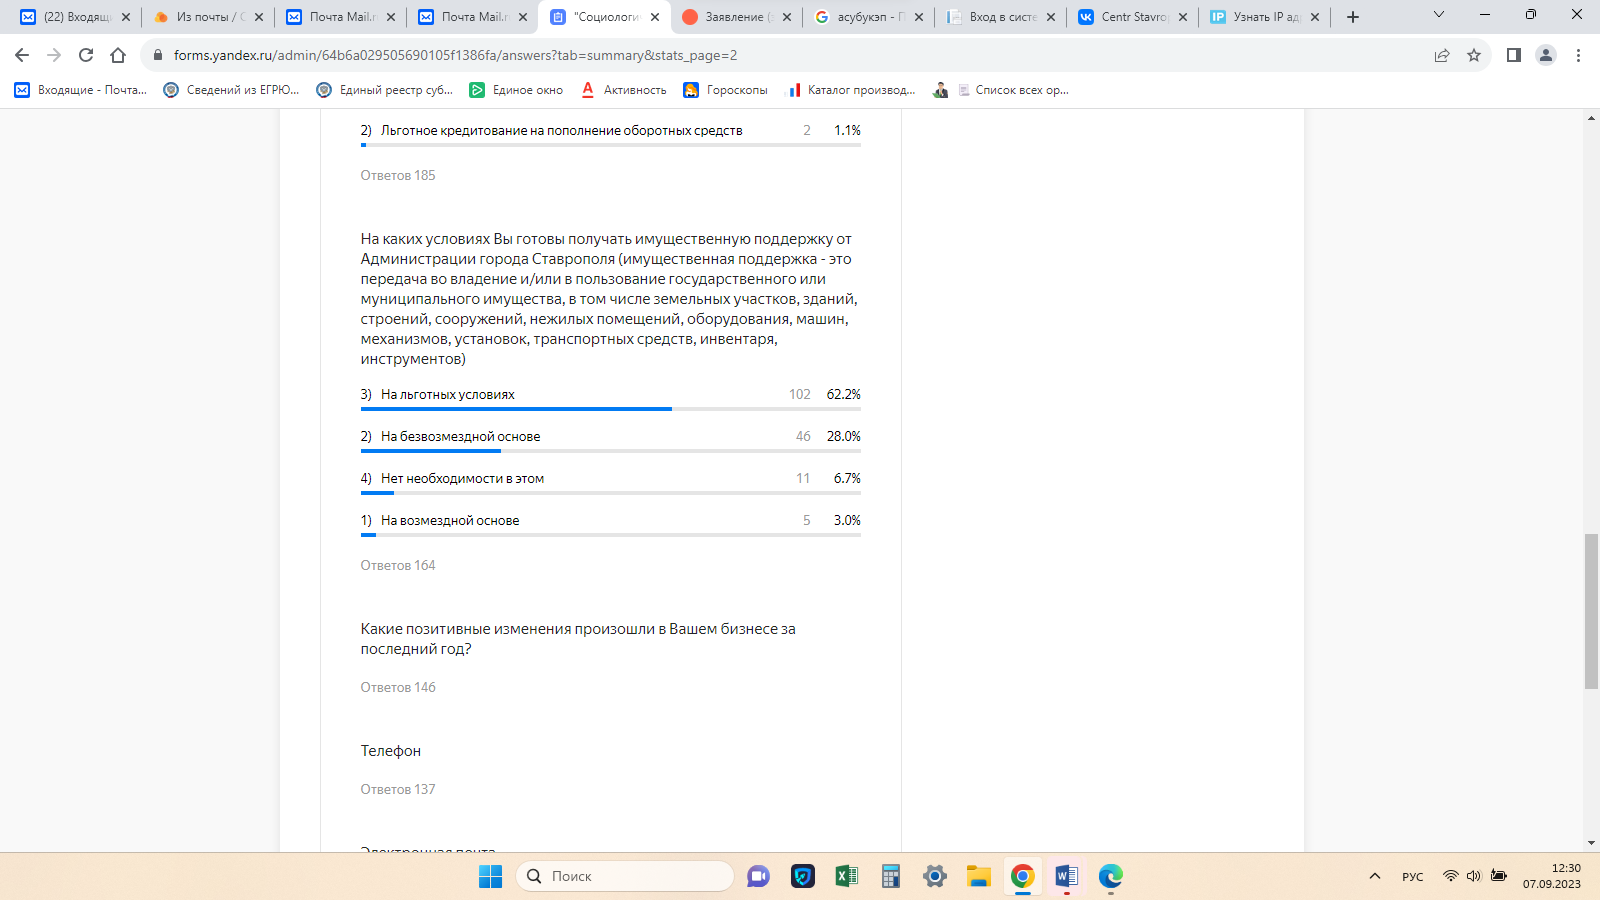 (22) Входящи
Из почты / С
Почта Mail.r
Почта Mail.r
"Социологи
Заявление (
асубукэп - П
Вход в систе
Centr Stavro
IP Узнать IP ад
forms.yandex.ru/admin/64b6a029505690105f1386fa/answers?tab=summary&stats_page=2
Входящие - Почта...
Сведений из ЕГРЮ...
Единый реестр суб...
Единое окно
Активность
Гороскопы
Каталог производ...
Список всех ор...
2) Льготное кредитование на пополнение оборотных средств 2 1.1%
Ответов 185
На каких условиях Вы готовы получать имущественную поддержку от
Администрации города Ставрополя (имущественная поддержка - это
передача во владение и/или в пользование государственного или
муниципального имущества, в том числе земельных участков, зданий,
строений, сооружений, нежилых помещений, оборудования, машин,
механизмов, установок, транспортных средств, инвентаря,
инструментов)
3) На льготных условиях 102 62.2%
2) На безвозмездной основе 46 28.0%
4) Нет необходимости в этом 11 6.7%
1) На возмездной основе 5 3.0%
Ответов 164
Какие позитивные изменения произошли в Вашем бизнесе за
последний год?
Ответов 146
Телефон
Ответов 137
Электронная почта
Поиск
РУС
12:30
07.09.2023